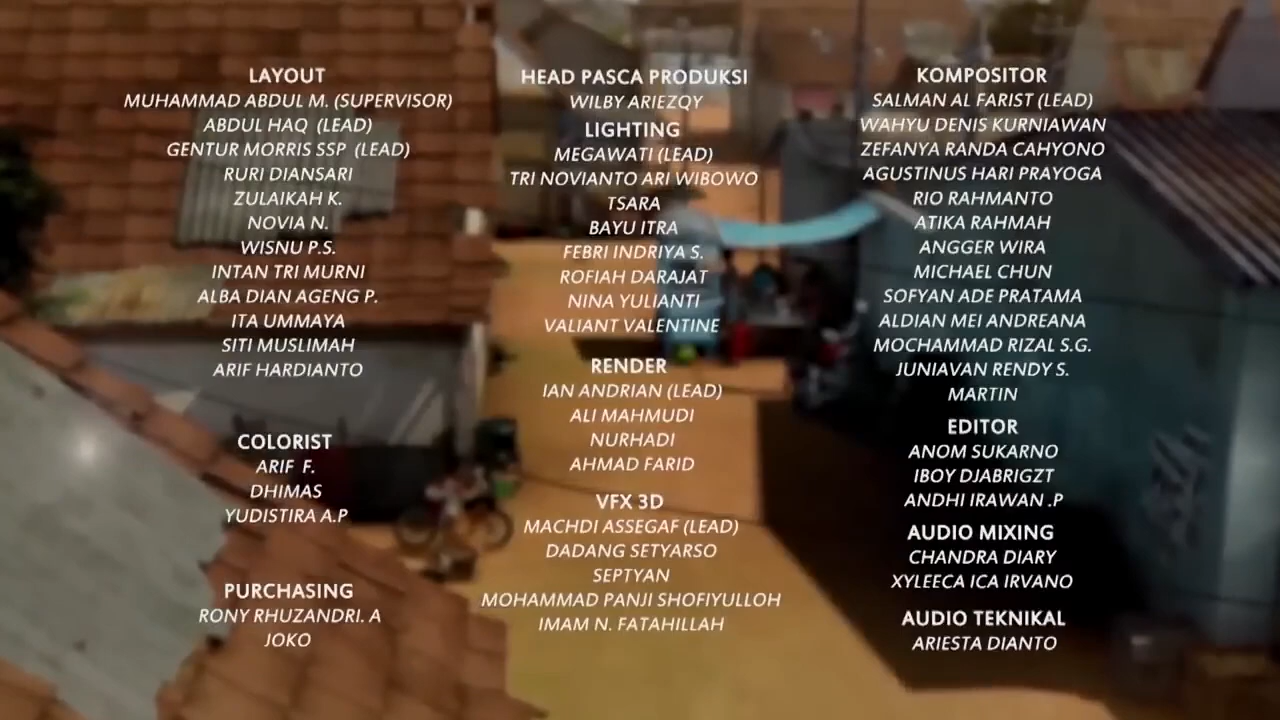 LAYOUT
MUHAMMAD ABDUL M. (SUPERVISOR)
ABDUL HAQ (LEAD)
GENTUR MORRIS SSP (LEAD)
RURI DIANSARI
ZULAIKAH K.
NOVIA N.
WISNU P.S.
INTAN TRI MURNI
ALBA DIAN AGENG P.
ITA UMMAYA
SITI MUSLIMAH
ARIF HARDIANTO
COLORIST
ARIF F.
DHIMAS
YUDISTIRA A.P
PURCHASING
RONY RHUZANDRI. A
JOKO
HEAD PASCA PRODUKSI
WILBY ARIEZQY
LIGHTING
MEGAWATI (LEAD)
TRI NOVIANTO ARI WIBOWO
TSARA
BAYU ITRA
FEBRI INDRIYA S.
ROFIAH DARAJAT
NINA YULIANTI
VALIANT VALENTINE
RENDER
IAN ANDRIAN (LEAD)
ALI MAHMUDI
NURHADI
AHMAD FARID
VFX 3D
MACHDI ASSEGAF (LEAD)
DADANG SETYARSO
SEPTYAN
MOHAMMAD PANJI SHOFIYULLOH
IMAM N. FATAHILLAH
KOMPOSITOR
SALMAN AL FARIST (LEAD)
WAHYU DENIS KURNIAWAN
ZEFANYA RANDA CAHYONO
AGUSTINUS HARI PRAYOGA
RIO RAHMANTO
ATIKA RAHMAH
ANGGER WIRA
MICHAEL CHUN
SOFYAN ADE PRATAMA
ALDIAN MEI ANDREANA
MOCHAMMAD RIZAL S.G.
JUNIAVAN RENDY S.
MARTIN
EDITOR
ANOM SUKARNO
IBOY DJABRIGZT
ANDHI IRAWAN .P
AUDIO MIXING
CHANDRA DIARY
XYLEECA ICA IRVANO
AUDIO TEKNIKAL
ARIESTA DIANTO